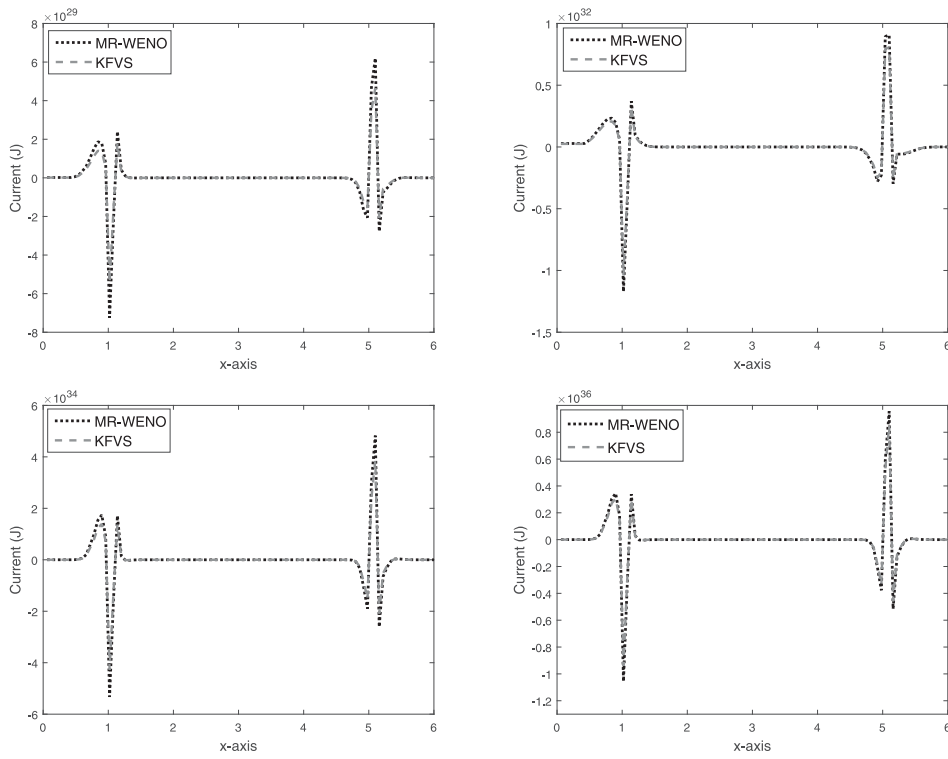 ×10^29
8
6
4
2
0
-2
-4
-6
-8
Current (J)
MR-WENO
KFVS
0 1 2 3 4 5 6
x-axis
×10^32
1
0.5
0
-0.5
-1
-1.5
Current (J)
MR-WENO
KFVS
0 1 2 3 4 5 6
x-axis
×10^34
6
4
2
0
-2
-4
-6
Current (J)
MR-WENO
KFVS
0 1 2 3 4 5 6
x-axis
×10^36
0.8
0.6
0.4
0.2
0
-0.2
-0.4
-0.6
-0.8
-1
-1.2
Current (J)
MR-WENO
KFVS
0 1 2 3 4 5 6
x-axis